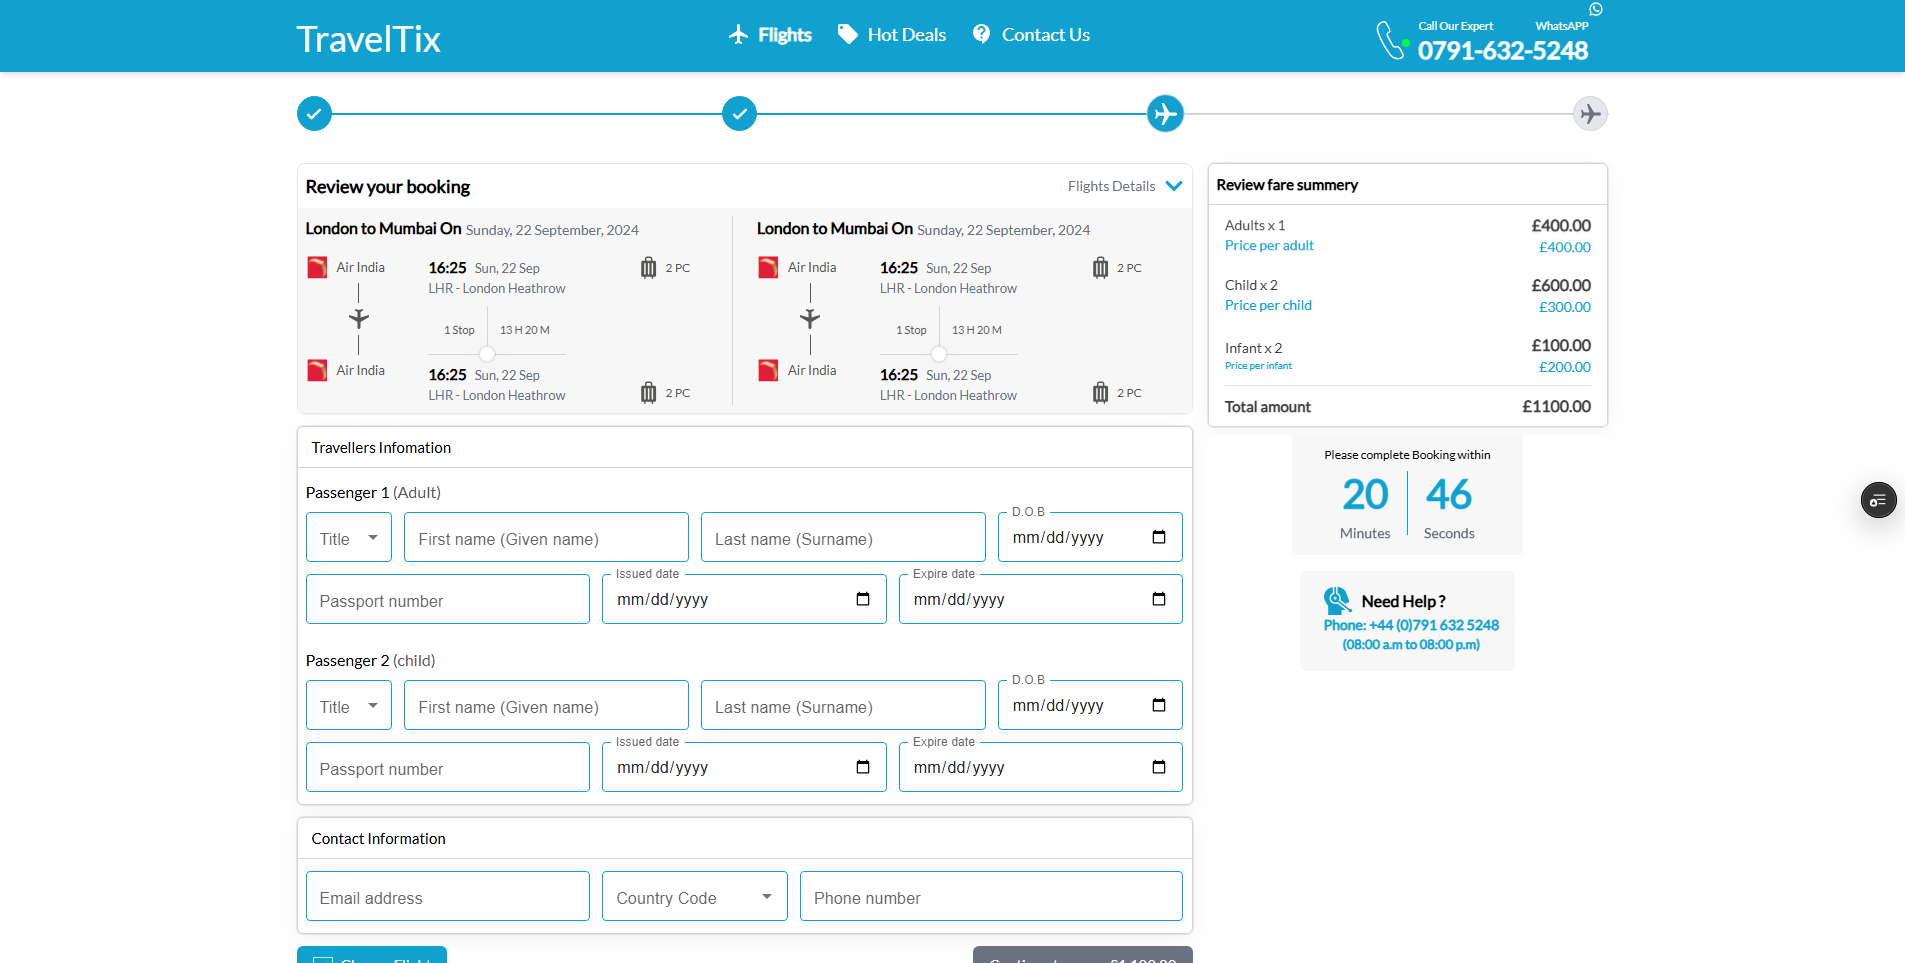 TravelTix
Flights
Hot Deals
Contact Us
Call Our Expert
WhatsAPP
0791-632-5248
Review your booking
Flights Details
London to Mumbai On Sunday, 22 September, 2024
Air India
16:25 Sun, 22 Sep
2 PC
LHR - London Heathrow
1 Stop
13 H 20 M
Air India
16:25 Sun, 22 Sep
LHR - London Heathrow
2 PC
London to Mumbai On Sunday, 22 September, 2024
Air India
16:25 Sun, 22 Sep
2 PC
LHR - London Heathrow
1 Stop
13 H 20 M
Air India
16:25 Sun, 22 Sep
LHR - London Heathrow
2 PC
Review fare summery
Adults x 1 £400.00
Price per adult £400.00
Child x 2 £600.00
Price per child £300.00
Infant x 2 £100.00
Price per infant £200.00
Total amount £1100.00
Please complete Booking within
20 46
Minutes Seconds
Need Help ?
Phone: +44 (0)791 632 5248
(08:00 a.m to 08:00 p.m)
Travellers Infomation
Passenger 1 (Adult)
Title
First name (Given name)
Last name (Surname)
D.O.B
mm/dd/yyyy
Passport number
Issued date
mm/dd/yyyy
Expire date
mm/dd/yyyy
Passenger 2 (child)
Title
First name (Given name)
Last name (Surname)
D.O.B
mm/dd/yyyy
Passport number
Issued date
mm/dd/yyyy
Expire date
mm/dd/yyyy
Contact Information
Email address
Country Code
Phone number